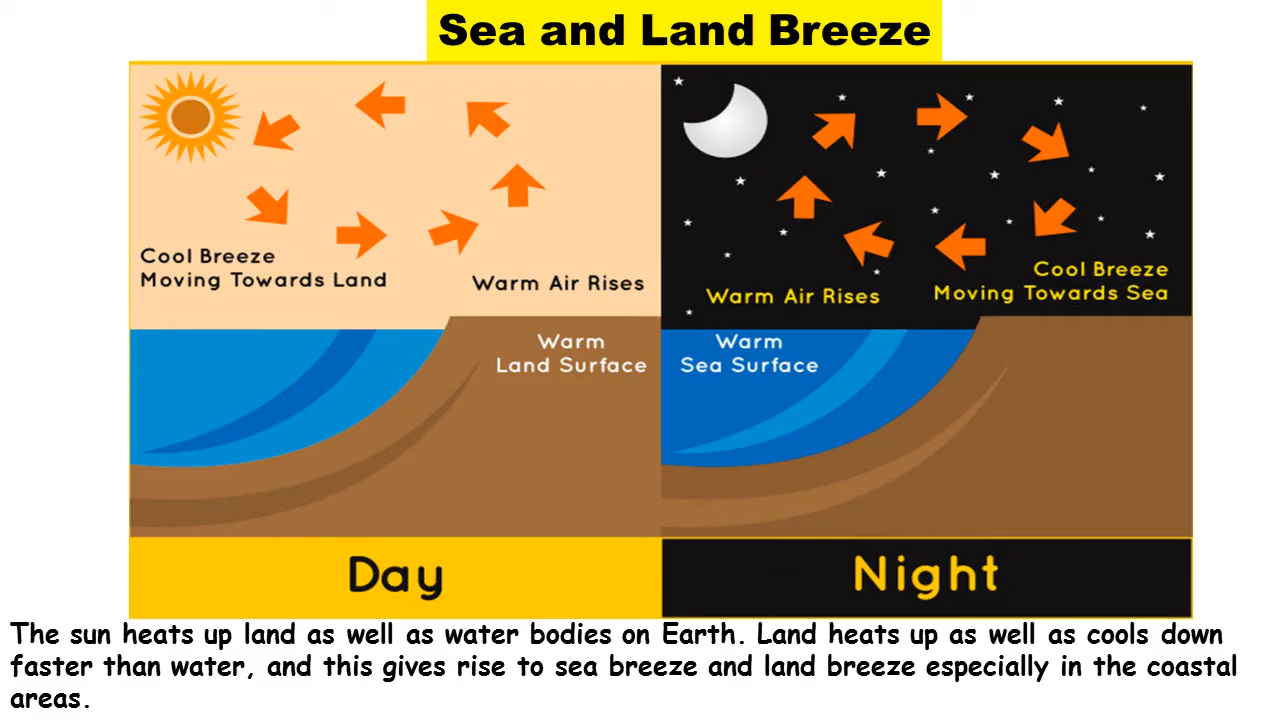 Sea and Land Breeze
Cool Breeze
Moving Towards Land
Warm Air Rises
Warm
Land Surface
Day
Warm Air Rises
Cool Breeze
Moving Towards Sea
Warm
Sea Surface
Night
The sun heats up land as well as water bodies on Earth. Land heats up as well as cools down
faster than water, and this gives rise to sea breeze and land breeze especially in the coastal
areas.